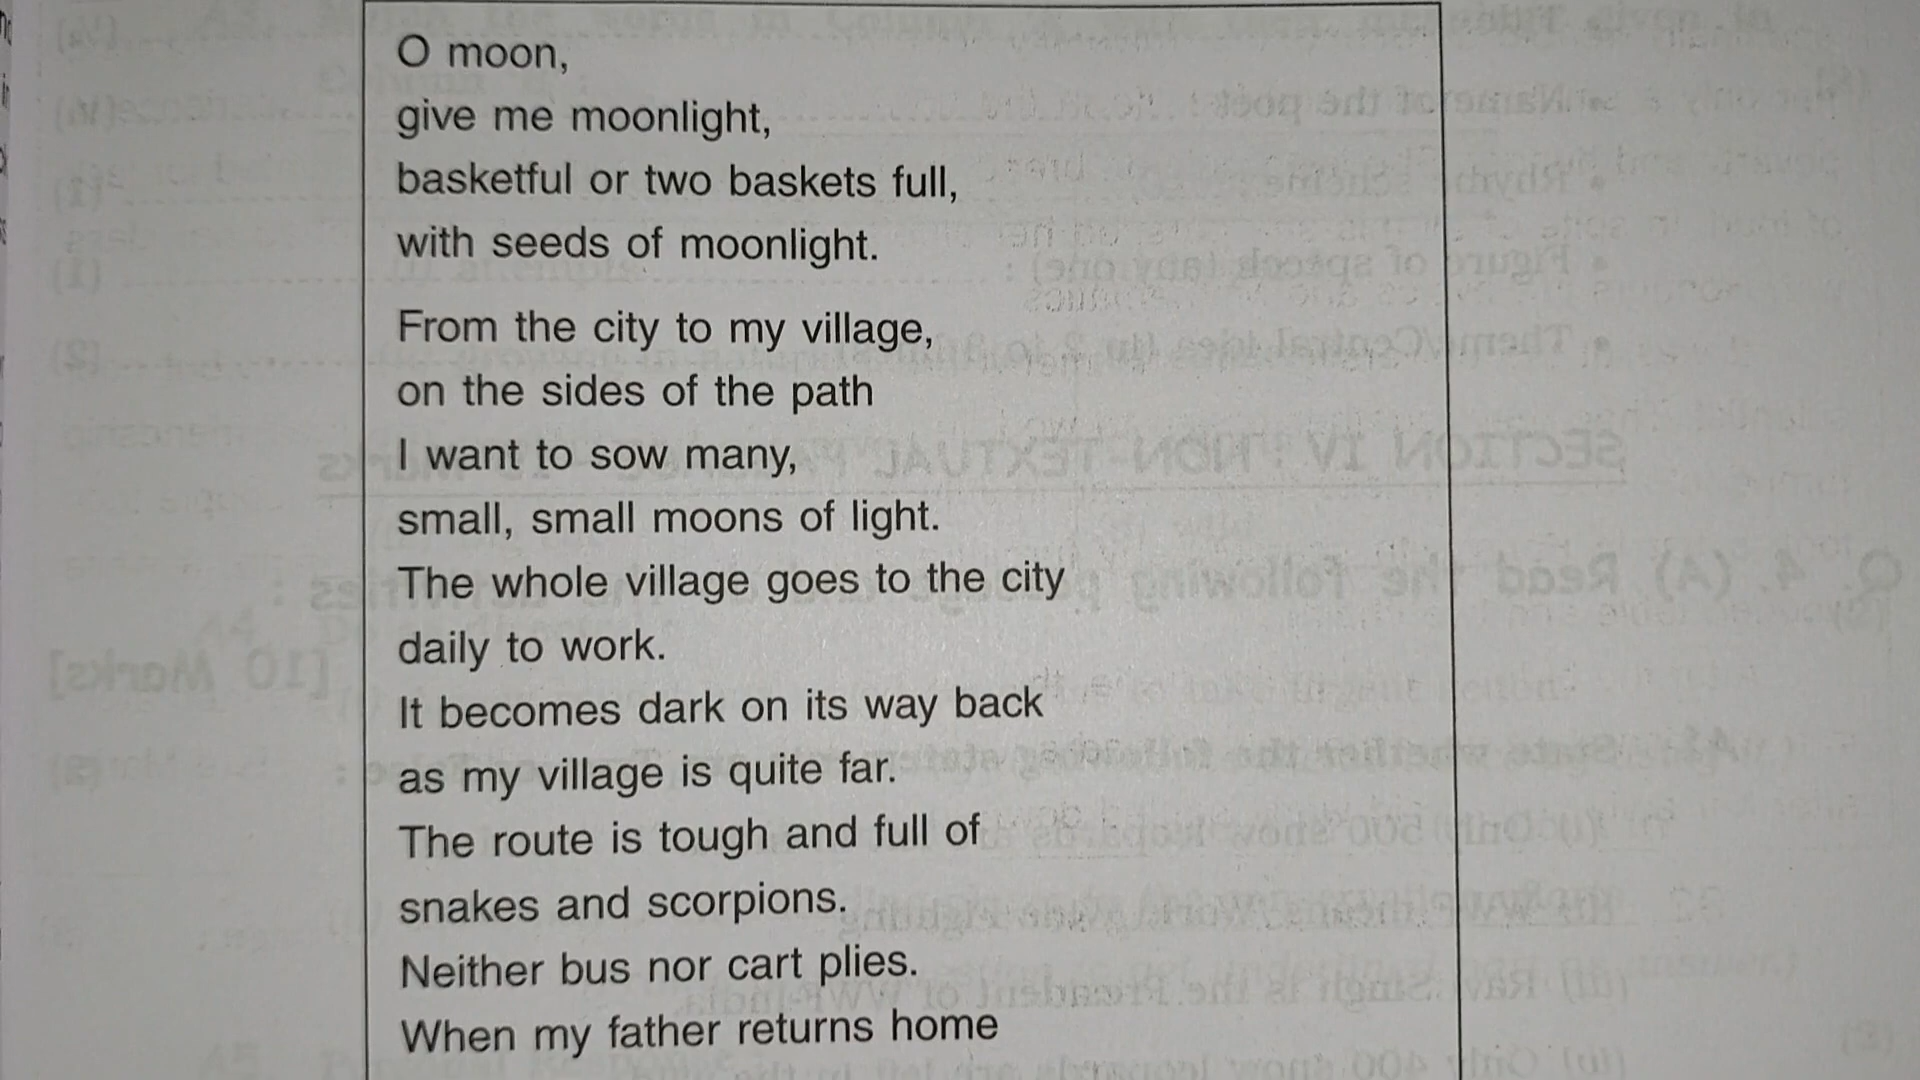 O moon,
give me moonlight,
basketful or two baskets full,
with seeds of moonlight.
From the city to my village,
on the sides of the path
I want to sow many,
small, small moons of light.
The whole village goes to the city
daily to work.
It becomes dark on its way back
as my village is quite far.
The route is tough and full of
snakes and scorpions.
Neither bus nor cart plies.
When my father returns home